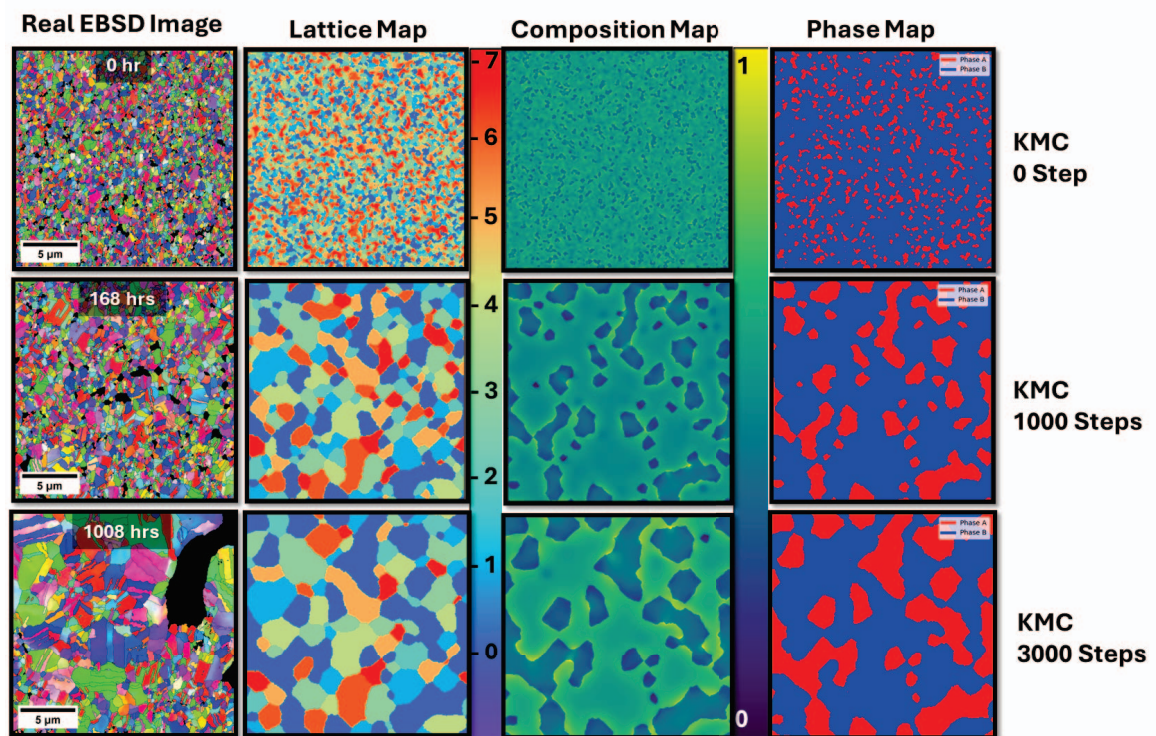 Real EBSD Image
Lattice Map
Composition Map
Phase Map
0 hr
5 µm
7
6
5
4
3
2
1
0
1
0
Phase A
Phase B
KMC
0 Step
168 hrs
5 µm
Phase A
Phase B
KMC
1000 Steps
1008 hrs
5 µm
Phase A
Phase B
KMC
3000 Steps